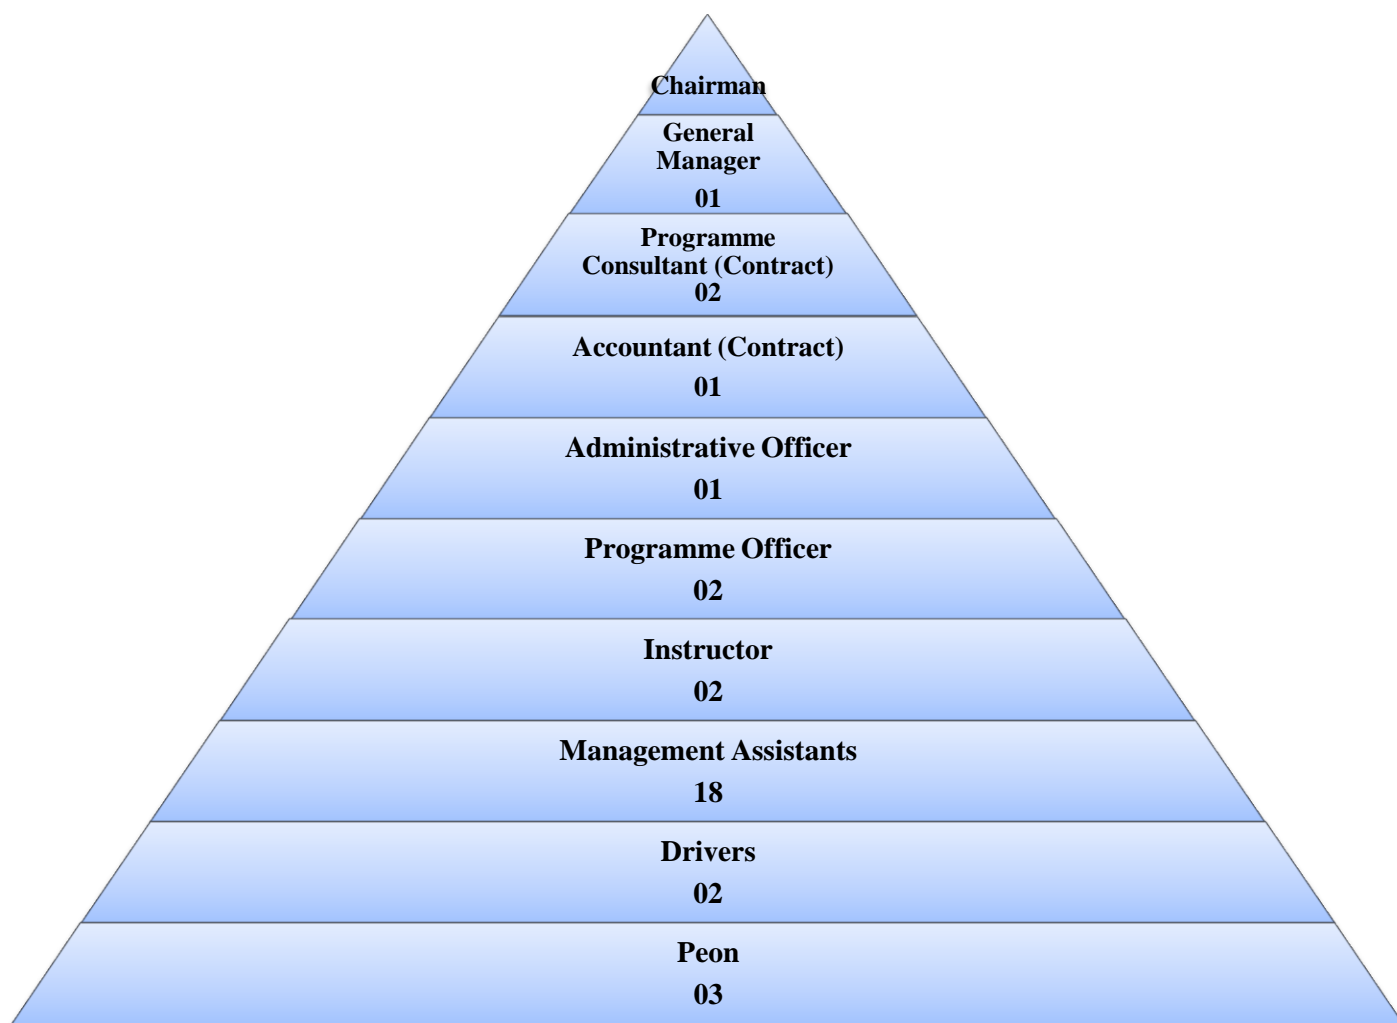 Chairman
General
Manager
01
Programme
Consultant (Contract)
02
Accountant (Contract)
01
Administrative Officer
01
Programme Officer
02
Instructor
02
Management Assistants
18
Drivers
02
Peon
03